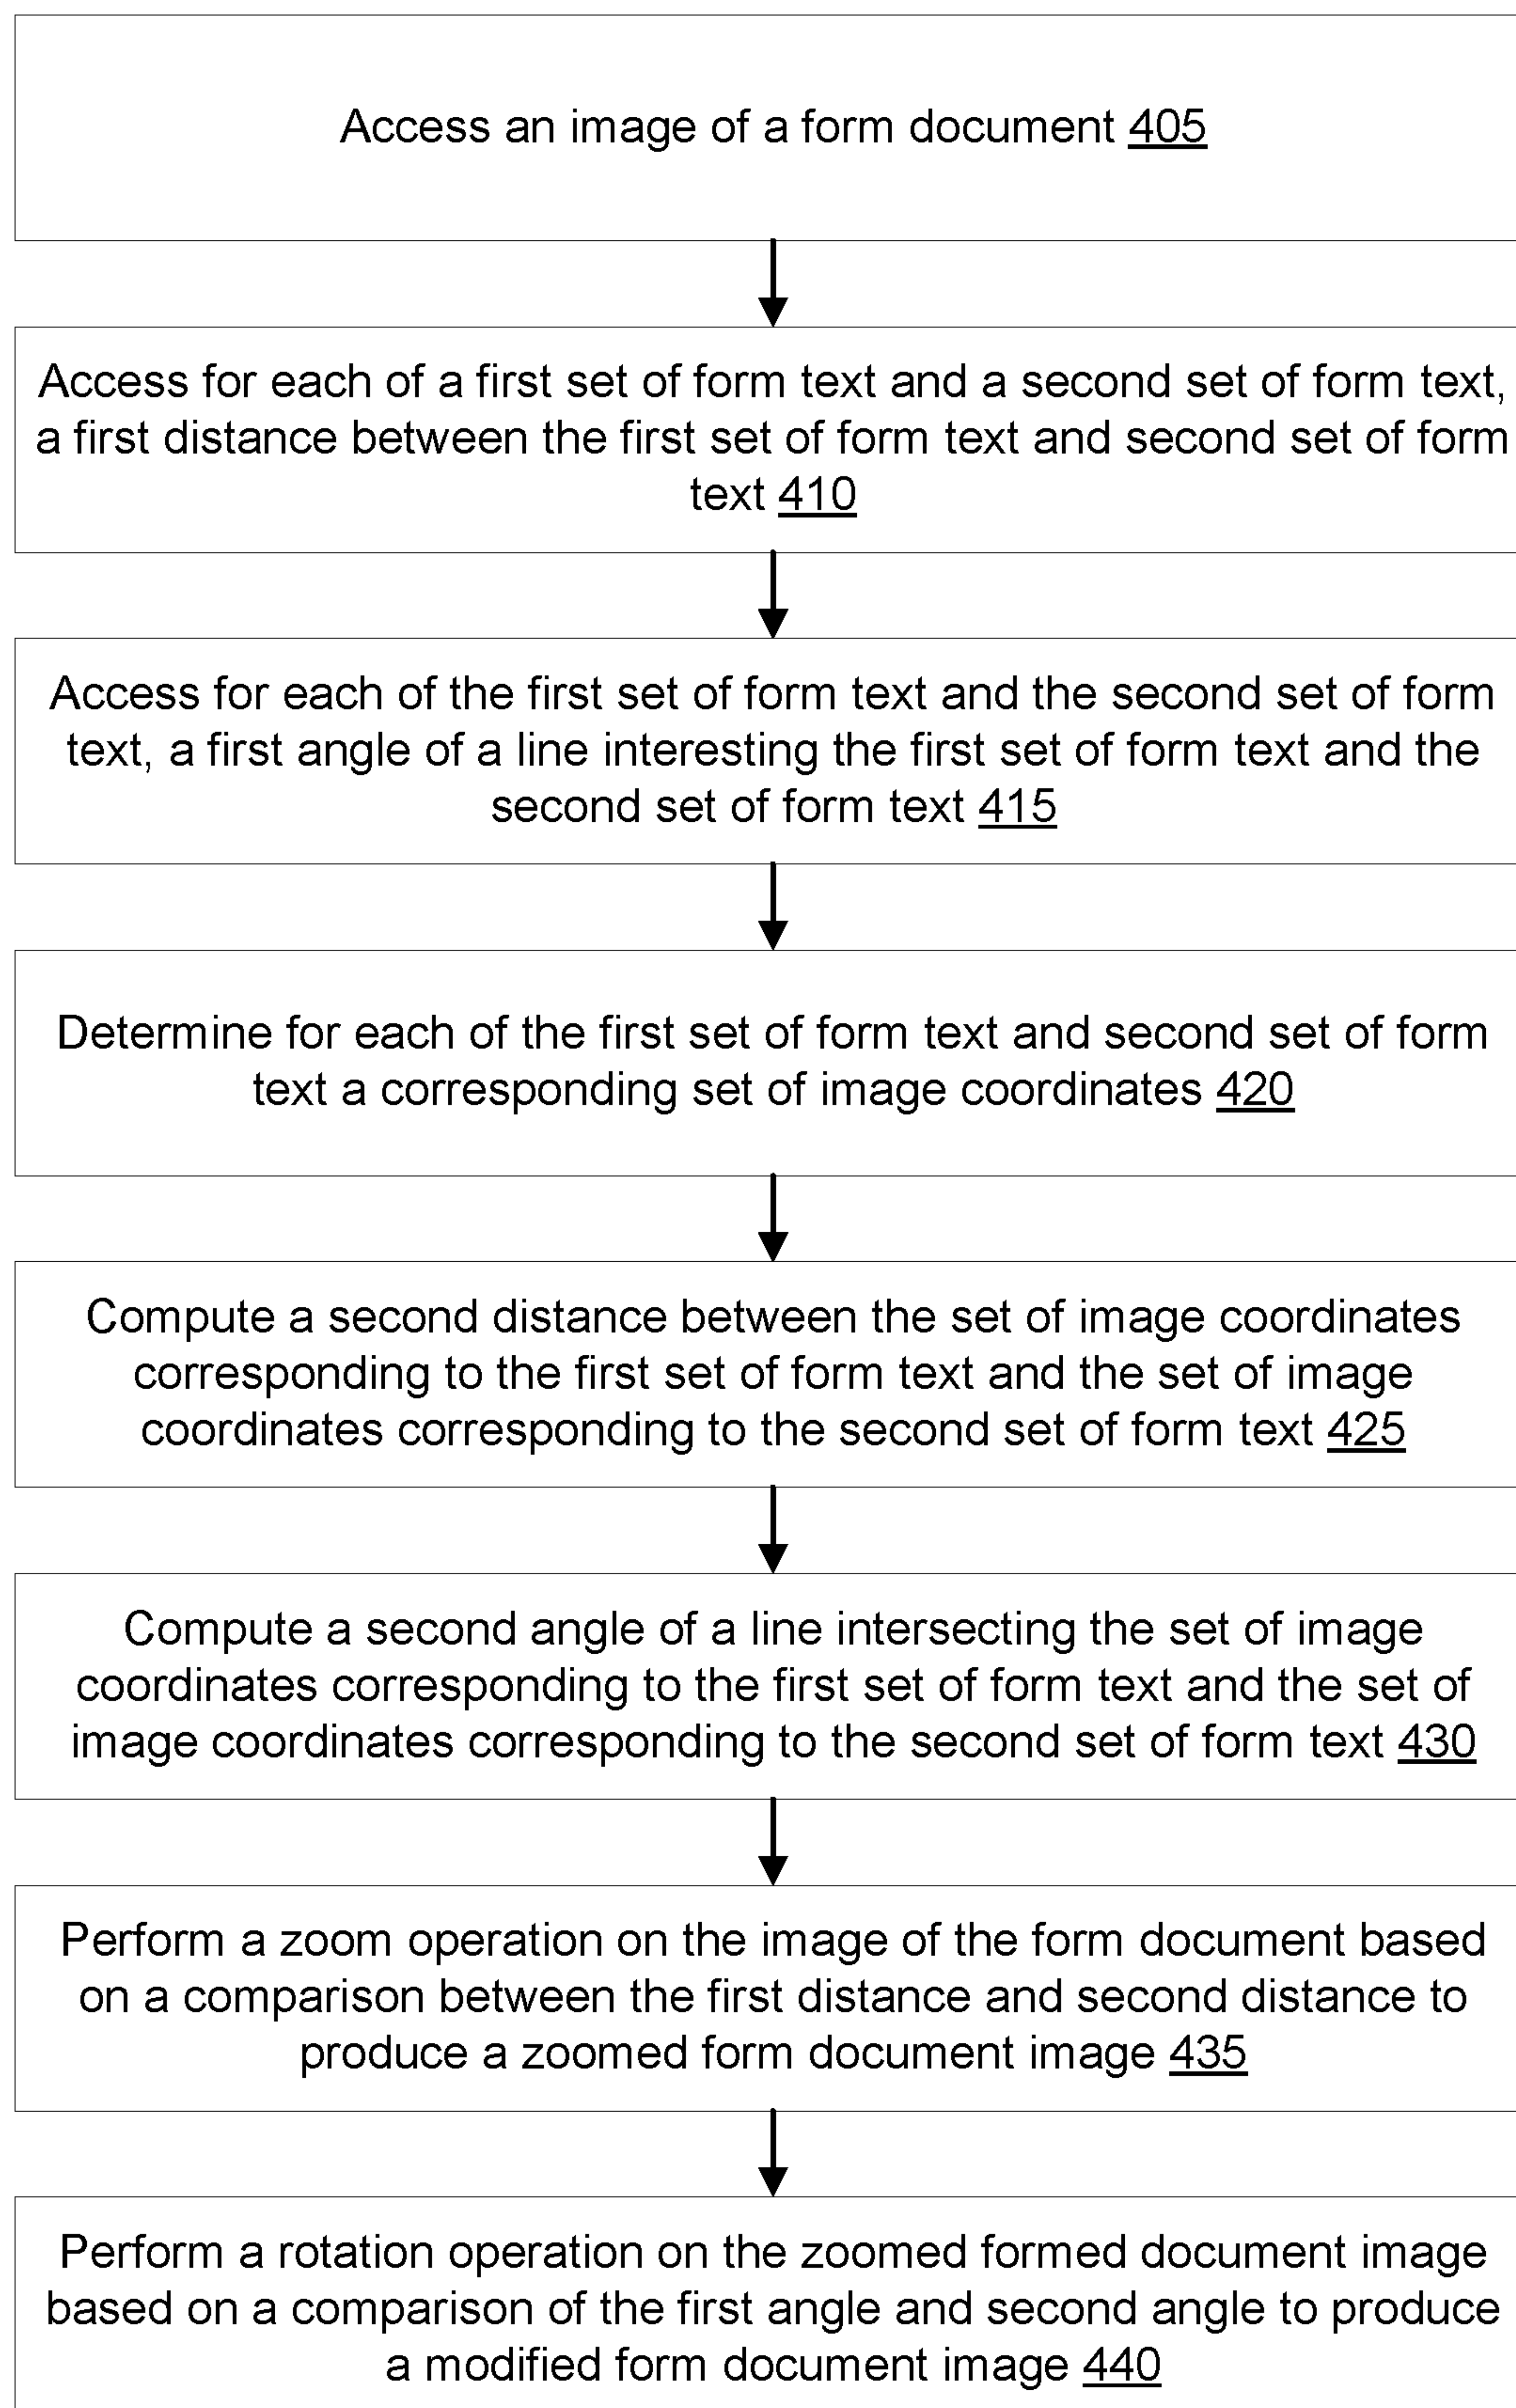 Access an image of a form document 405
Access for each of a first set of form text and a second set of form text,
a first distance between the first set of form text and second set of form
text 410
Access for each of the first set of form text and the second set of form
text, a first angle of a line interesting the first set of form text and the
second set of form text 415
Determine for each of the first set of form text and second set of form
text a corresponding set of image coordinates 420
Compute a second distance between the set of image coordinates
corresponding to the first set of form text and the set of image
coordinates corresponding to the second set of form text 425
Compute a second angle of a line intersecting the set of image
coordinates corresponding to the first set of form text and the set of
image coordinates corresponding to the second set of form text 430
Perform a zoom operation on the image of the form document based
on a comparison between the first distance and second distance to
produce a zoomed form document image 435
Perform a rotation operation on the zoomed formed document image
based on a comparison of the first angle and second angle to produce
a modified form document image 440